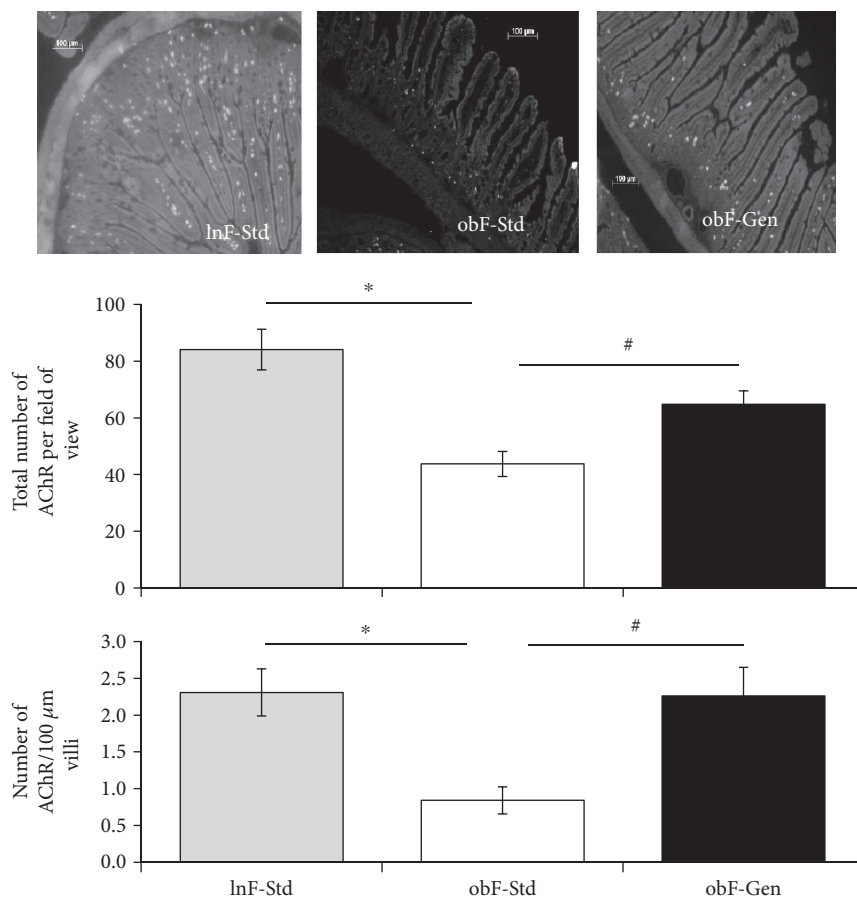 100 µm
100 µm
100 µm
lnF-Std
obF-Std
obF-Gen
Total number of
AChR per field of
view
100
80
60
40
20
0
*
#
Number of
AChR/100 µm
villi
3.0
2.5
2.0
1.5
1.0
0.5
0.0
*
#
lnF-Std
obF-Std
obF-Gen